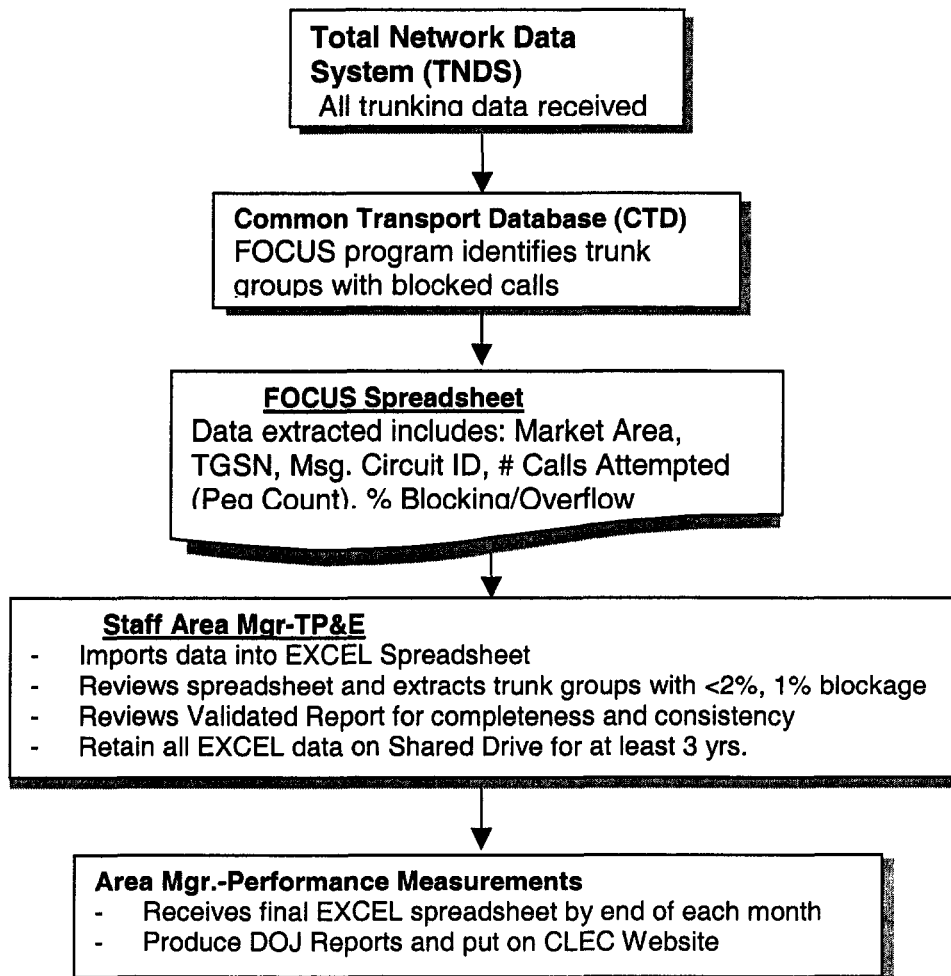 Total Network Data
System (TNDS)
All trunking data received
Common Transport Database (CTD)
FOCUS program identifies trunk
groups with blocked calls
FOCUS Spreadsheet
Data extracted includes: Market Area,
TGSN, Msg. Circuit ID, # Calls Attempted
(Peg Count), % Blocking/Overflow
Staff Area Mgr-TP&E
- Imports data into EXCEL Spreadsheet
- Reviews spreadsheet and extracts trunk groups with <2%, 1% blockage
- Reviews Validated Report for completeness and consistency
- Retain all EXCEL data on Shared Drive for at least 3 yrs.
Area Mgr.-Performance Measurements
- Receives final EXCEL spreadsheet by end of each month
- Produce DOJ Reports and put on CLEC Website